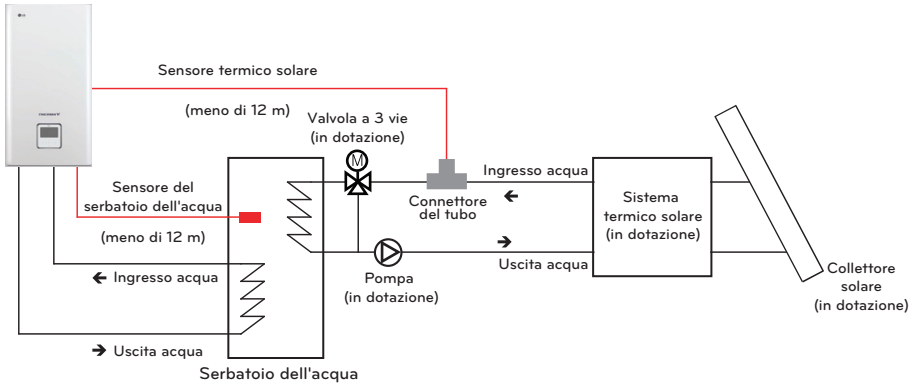 LG
Sensore termico solare
(meno di 12 m)
Valvola a 3 vie
(in dotazione)
M
Sensore del
serbatoio dell'acqua
(meno di 12 m)
Ingresso acqua
Connettore
del tubo
Sistema
termico solare
(in dotazione)
Uscita acqua
Pompa
(in dotazione)
Collettore
solare
(in dotazione)
Ingresso acqua
Uscita acqua
Serbatoio dell'acqua